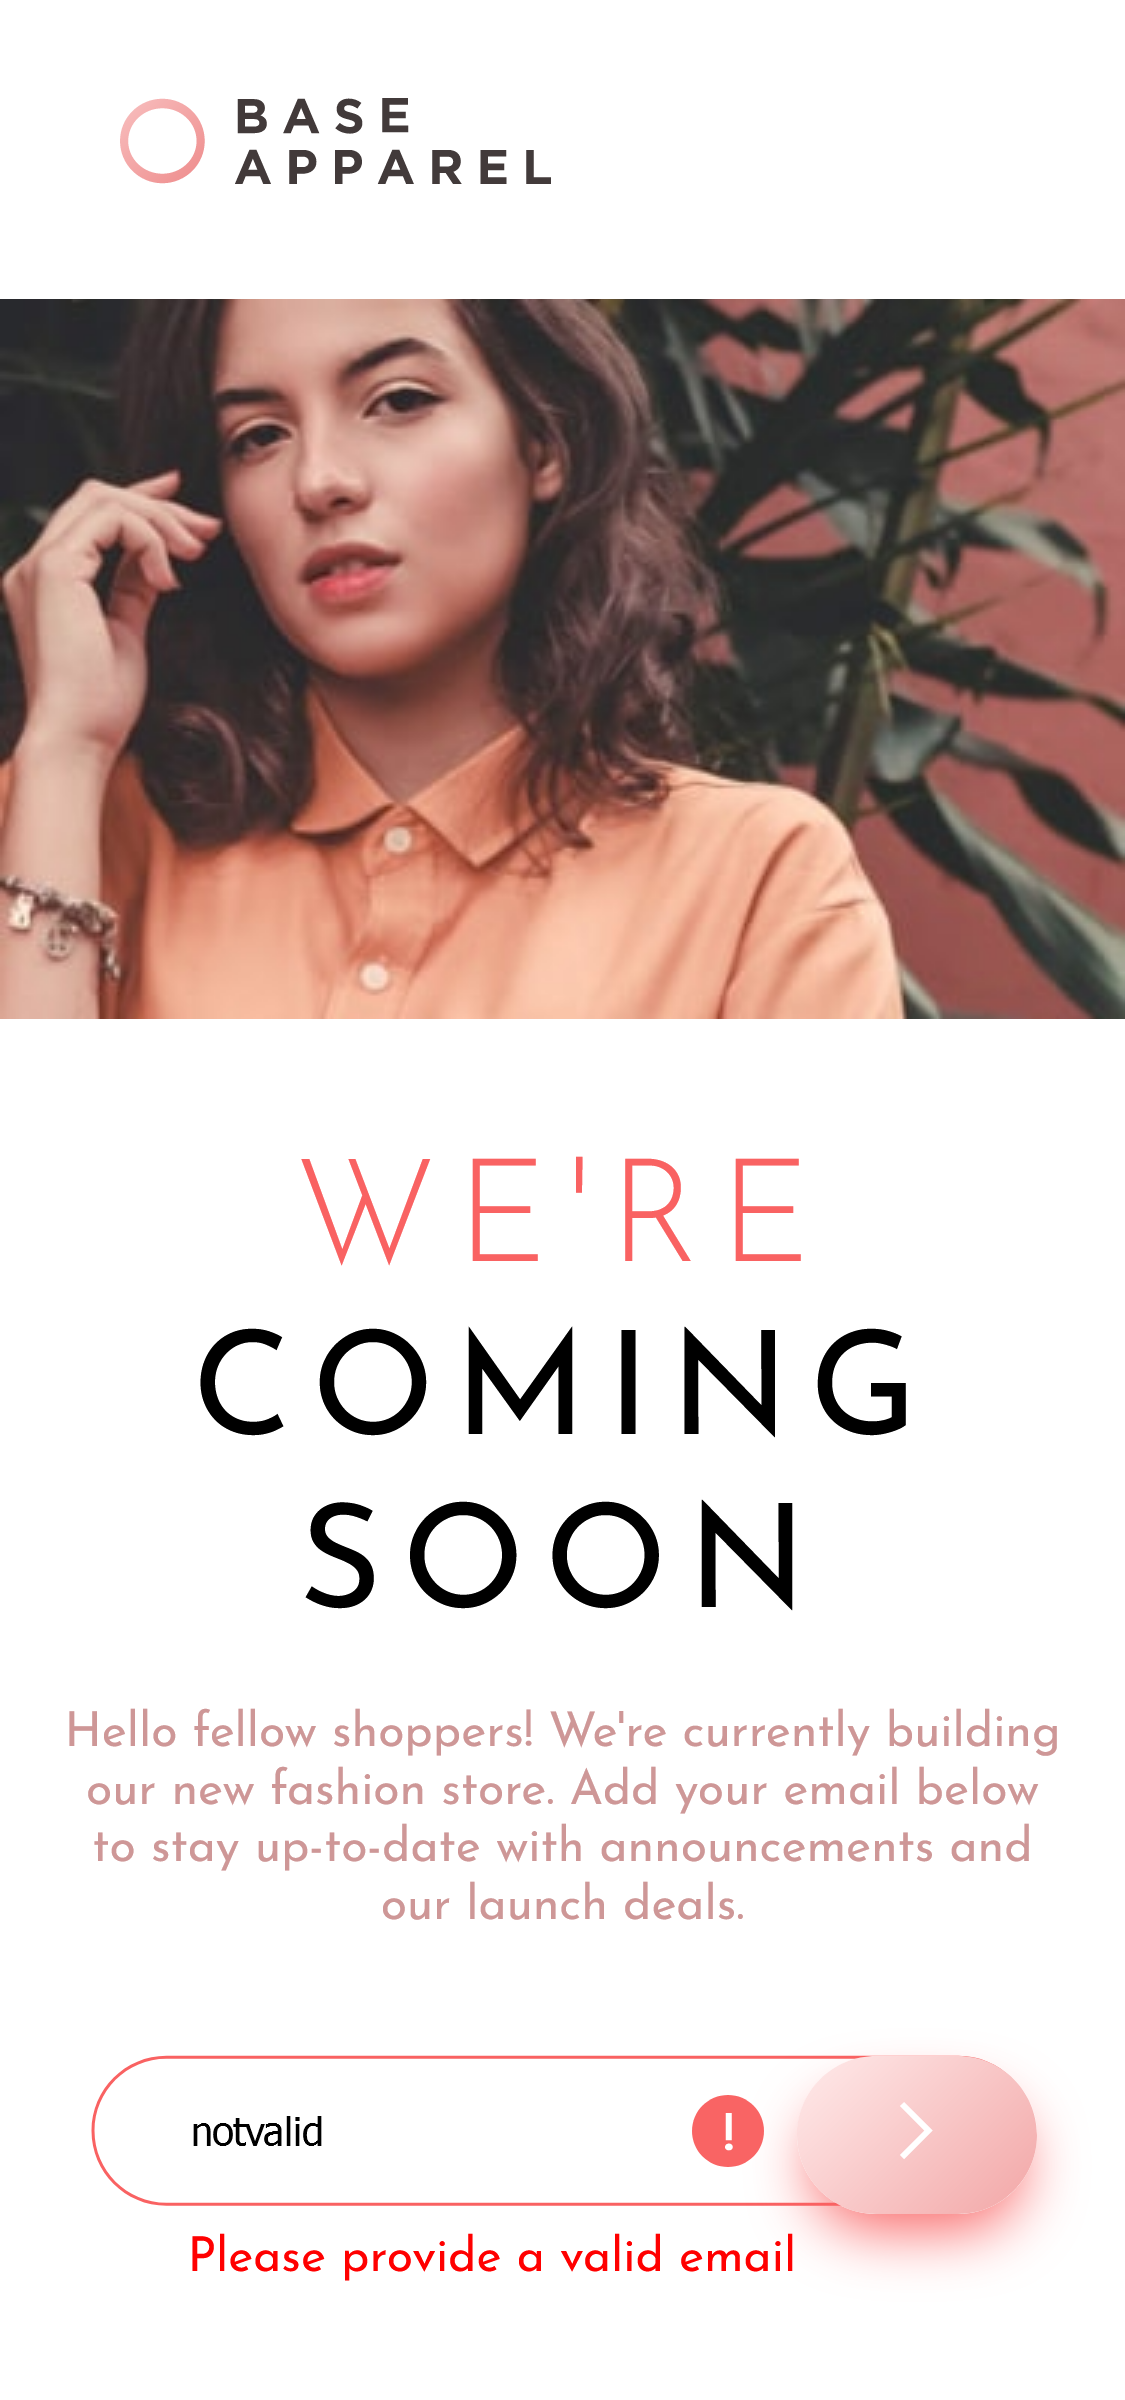 BASE
APPAREL
WE'RE
COMING
SOON
Hello fellow shoppers! We're currently building
our new fashion store. Add your email below
to stay up-to-date with announcements and
our launch deals.
notvalid
!
Please provide a valid email